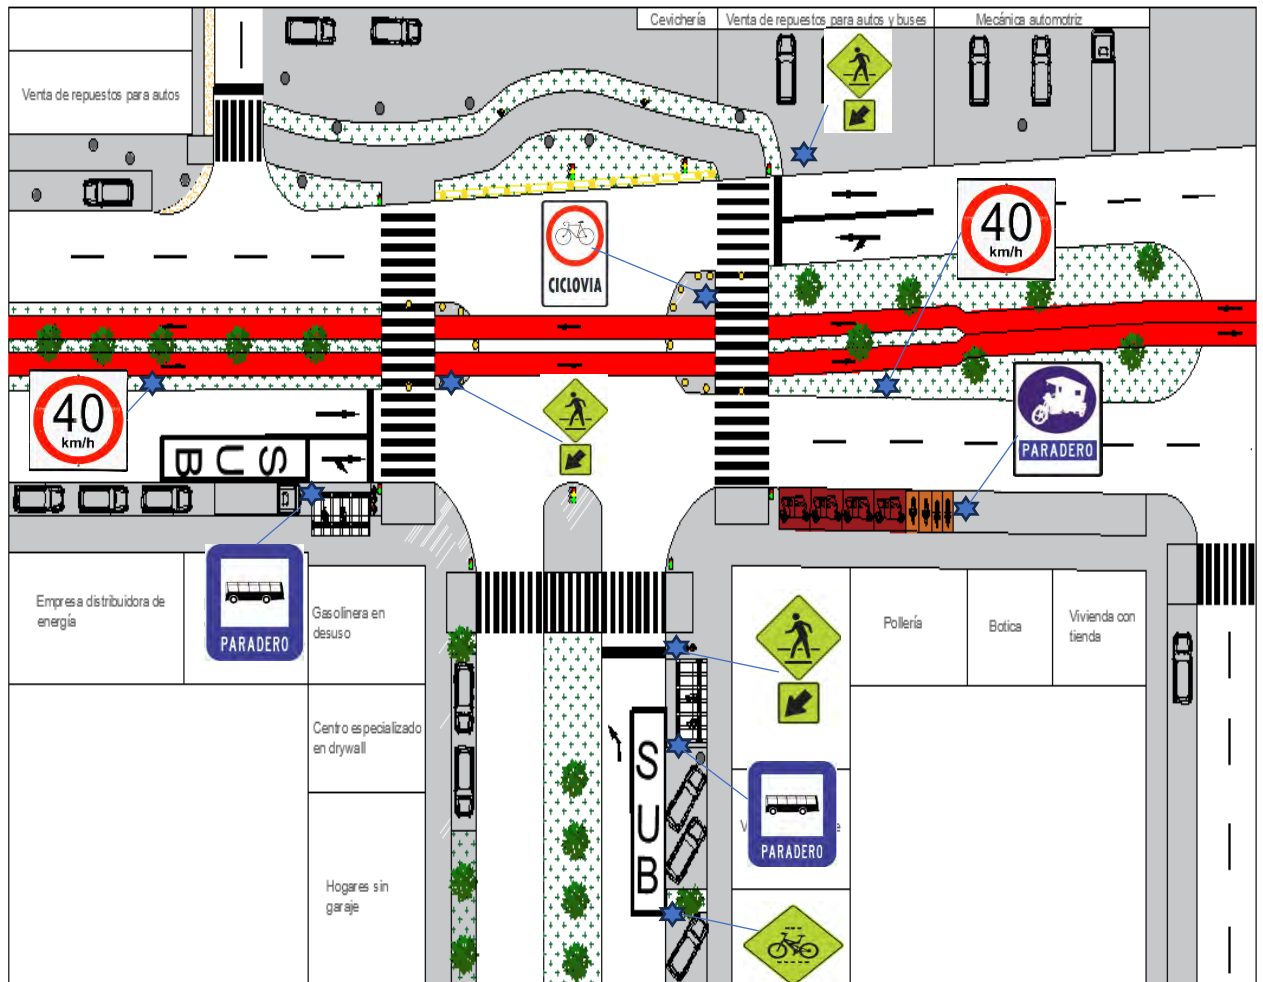 Cevichería
Venta de repuestos para autos y buses
Mecánica automotriz
Venta de repuestos para autos
40
km/h
CICLOVIA
40
km/h
PARADERO
SUB
PARADERO
Empresa distribuidora de
energía
Gasolinera en
desuso
Pollería
Botica
Vivienda con
tienda
Centro especializado
en drywall
SUB
PARADERO
Hogares sin
garaje